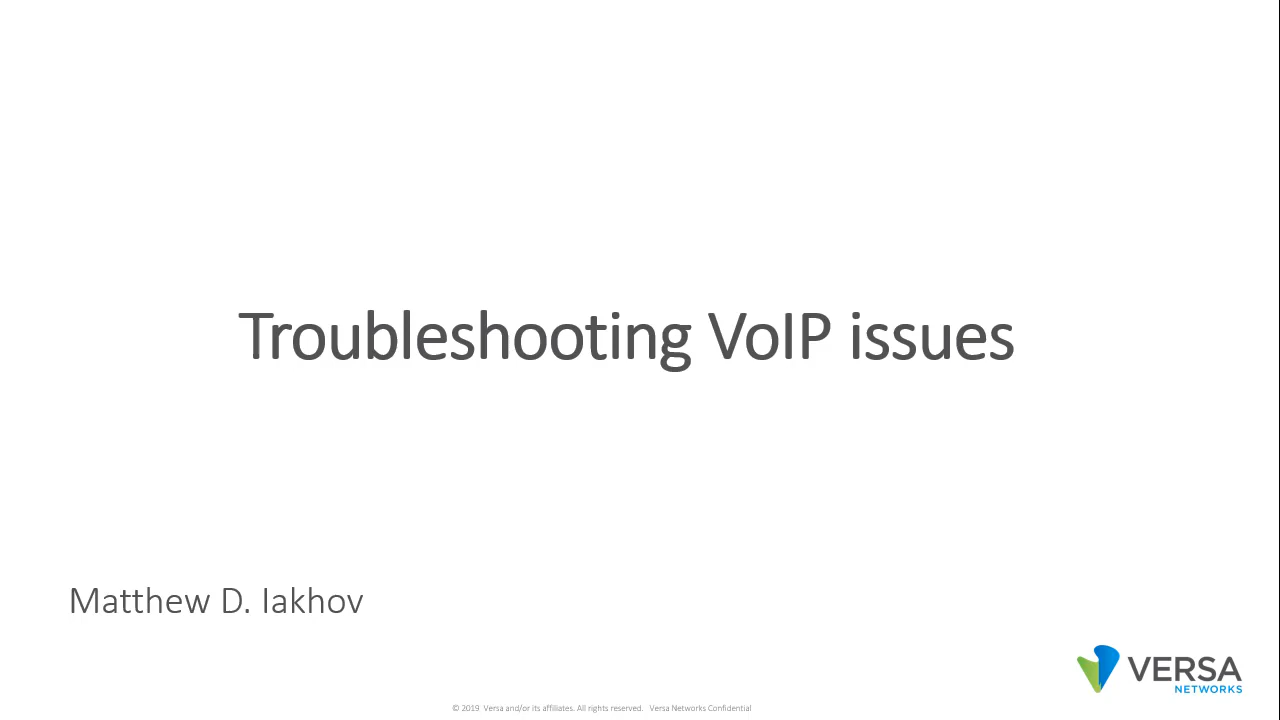 Troubleshooting VoIP issues
Matthew D. Iakhov
VERSA
NETWORKS
© 2019 Versa and/or its affiliates. All rights reserved. Versa Networks Confidential